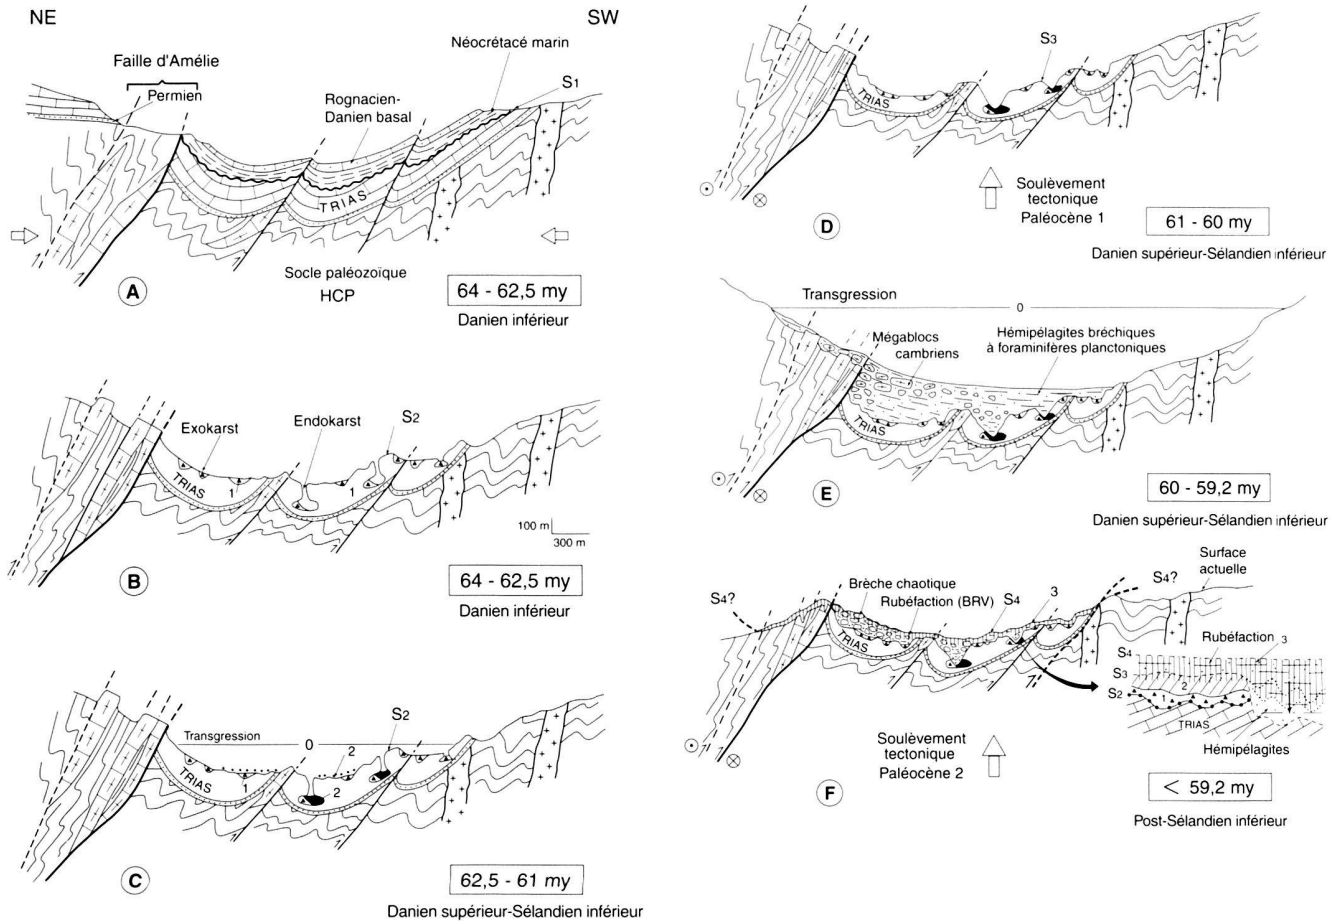 NE
SW
Néocrétacé marin
Faille d'Amélie
Permien
S1
Rognacien-
Danien basal
TRIAS
Socle paléozoïque
HCP
A
64 - 62,5 my
Danien inférieur
Exokarst
Endokarst
S2
TRIAS
1
1
100 m
300 m
B
64 - 62,5 my
Danien inférieur
S2
Transgression
0
2
TRIAS
1
2
C
62,5 - 61 my
Danien supérieur-Sélandien inférieur
S3
TRIAS
Soulèvement
tectonique
Paléocène 1
D
61 - 60 my
Danien supérieur-Sélandien inférieur
Transgression
0
Mégablocs
cambriens
Hémipélagites bréchiques
à foraminifères planctoniques
TRIAS
E
60 - 59,2 my
Danien supérieur-Sélandien inférieur
Surface
actuelle
Brèche chaotique
S4?
S4?
Rubéfaction (BRV)
S4
3
TRIAS
Rubéfaction 3
S4
S3
2
S2
1
TRIAS
Hémipélagites
Soulèvement
tectonique
Paléocène 2
F
< 59,2 my
Post-Sélandien inférieur